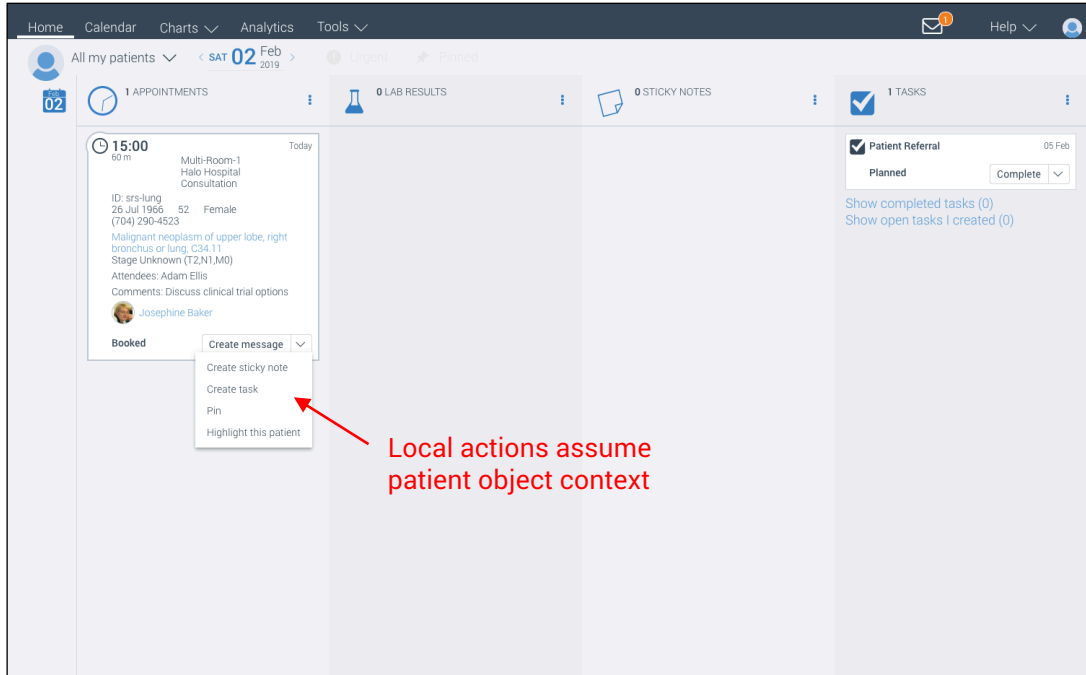 Home Calendar Charts Analytics Tools 1 Help
All my patients < SAT 02 Feb 2019 > Urgent Pinned
Feb
02
1 APPOINTMENTS
0 LAB RESULTS
0 STICKY NOTES
1 TASKS
15:00 Today
60 m
Multi-Room-1
Halo Hospital
Consultation
ID: srs-lung
26 Jul 1966 52 Female
(704) 290-4523
Malignant neoplasm of upper lobe, right
bronchus or lung, C34.11
Stage Unknown (T2,N1,M0)
Attendees: Adam Ellis
Comments: Discuss clinical trial options
Josephine Baker
Booked Create message
Create sticky note
Create task
Pin
Highlight this patient
Patient Referral 05 Feb
Planned Complete
Show completed tasks (0)
Show open tasks I created (0)
Local actions assume
patient object context